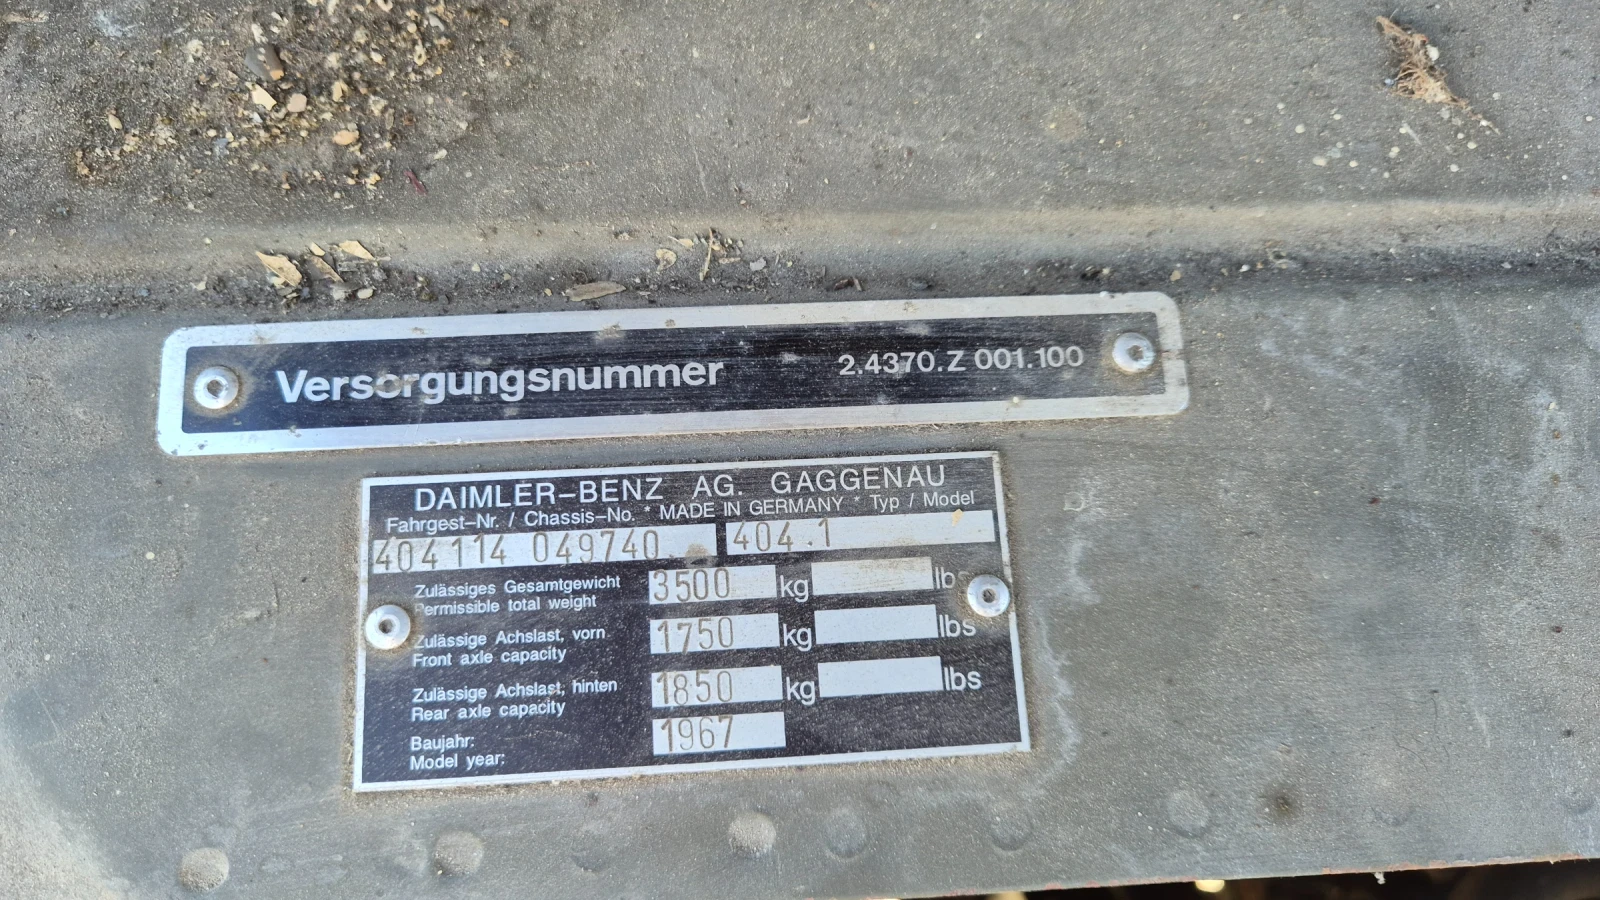 Versorgungsnummer 2.4370.Z 001.100
DAIMLER-BENZ AG. GAGGENAU
Fahrgest-Nr. / Chassis-No. * MADE IN GERMANY * Typ / Model
404114 049740. 404.1
Zulässiges Gesamtgewicht 3500 kg lbs
Permissible total weight
Zulässige Achslast, vorn 1750 kg lbs
Front axle capacity
Zulässige Achslast, hinten 1850 kg lbs
Rear axle capacity
Baujahr: 1967
Model year: